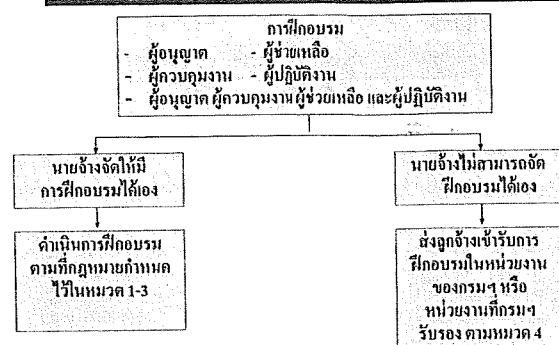 การฝึกอบรม
- ผู้อนุญาต - ผู้ช่วยเหลือ
- ผู้ควบคุมงาน - ผู้ปฏิบัติงาน
- ผู้อนุญาต ผู้ควบคุมงาน ผู้ช่วยเหลือ และผู้ปฏิบัติงาน
นายจ้างจัดให้มี
การฝึกอบรมได้เอง
นายจ้างไม่สามารถจัด
ฝึกอบรมได้เอง
ดำเนินการฝึกอบรม
ตามที่กฎหมายกำหนด
ไว้ในหมวด 1-3
ส่งลูกจ้างเข้ารับการ
ฝึกอบรมในหน่วยงาน
ของกรมฯ หรือ
หน่วยงานที่กรมฯ
รับรอง ตามหมวด 4